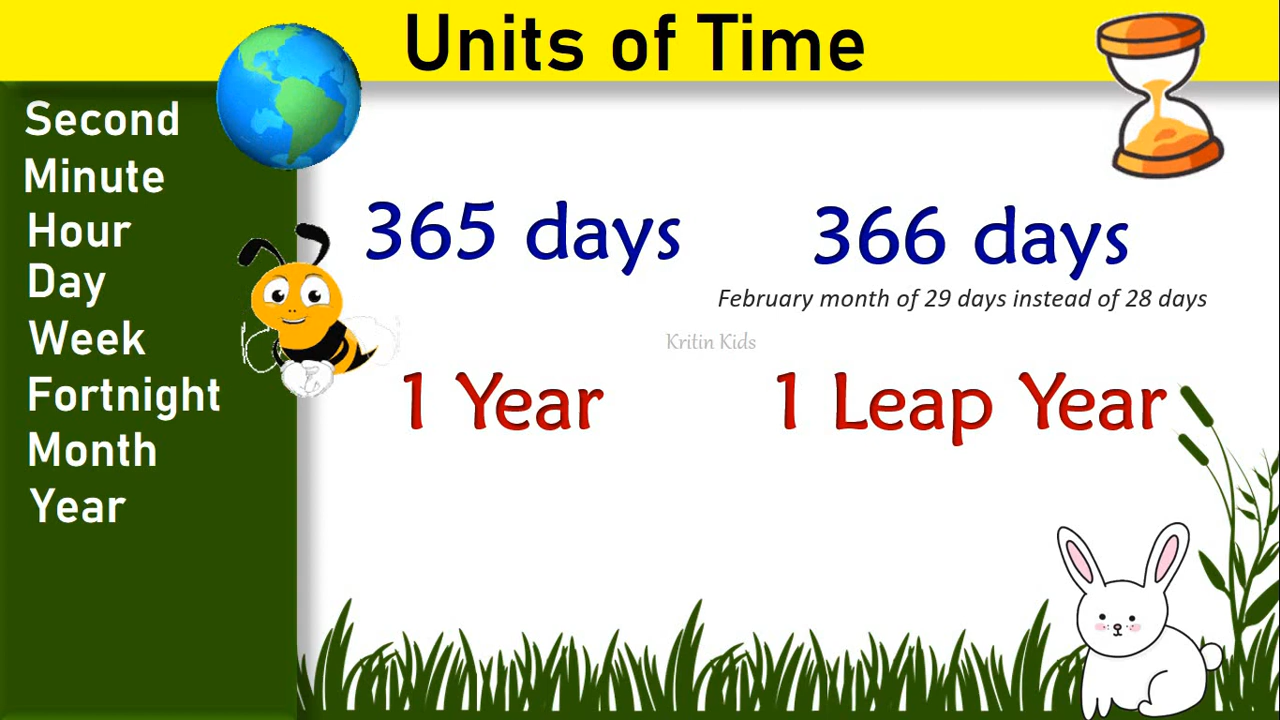 Units of Time
Second
Minute
Hour
Day
Week
Fortnight
Month
Year
365 days
366 days
February month of 29 days instead of 28 days
Kritin Kids
1 Year
1 Leap Year